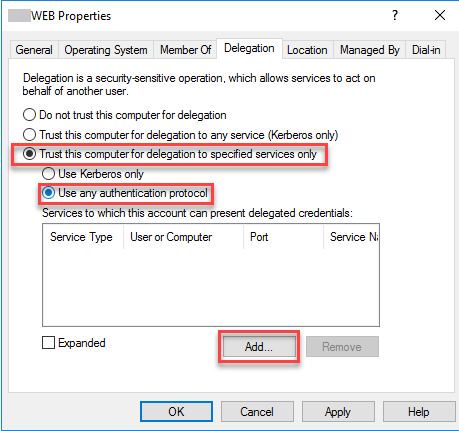 WEB Properties
General Operating System Member Of Delegation Location Managed By Dial-in
Delegation is a security-sensitive operation, which allows services to act on
behalf of another user.
Do not trust this computer for delegation
Trust this computer for delegation to any service (Kerberos only)
Trust this computer for delegation to specified services only
Use Kerberos only
Use any authentication protocol
Services to which this account can present delegated credentials:
Service Type User or Computer Port Service Na
Expanded
Add... Remove
OK Cancel Apply Help